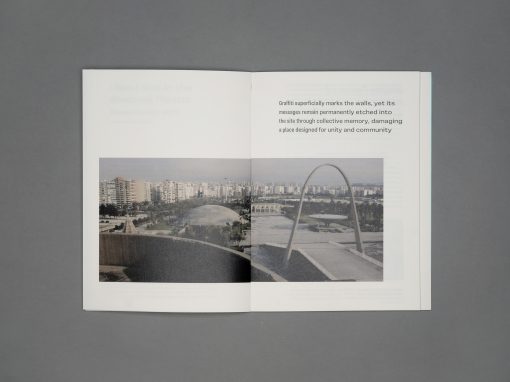 Graffiti superficially marks the walls, yet its
messages remain permanently etched into
the site through collective memory, damaging
a place designed for unity and community